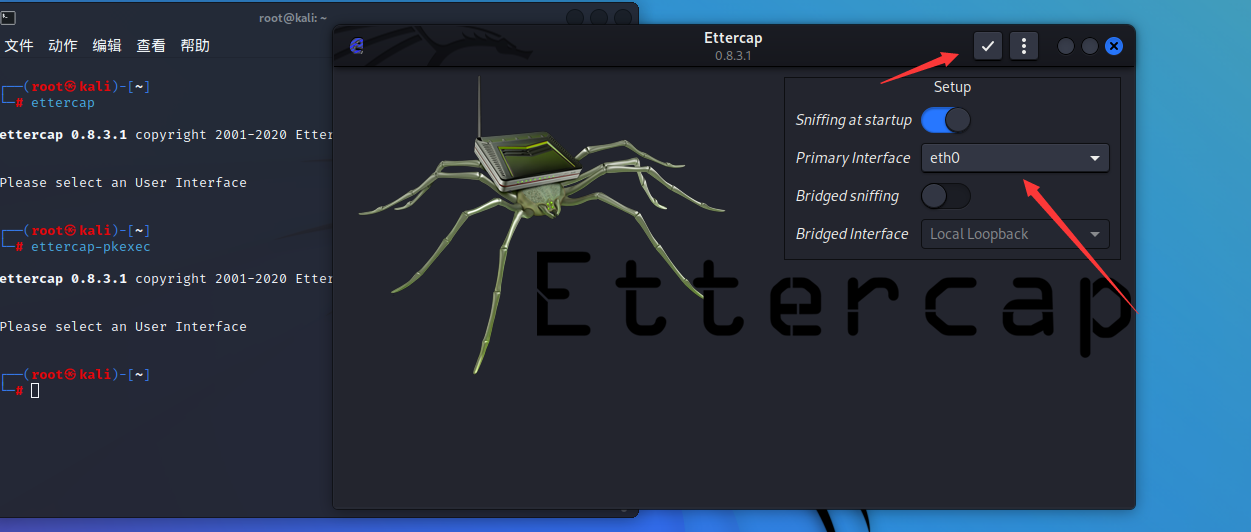 root@kali: ~
文件 动作 编辑 查看 帮助
┌──(root㉿kali)-[~]
└─# ettercap
ettercap 0.8.3.1 copyright 2001-2020 Etter
Please select an User Interface
┌──(root㉿kali)-[~]
└─# ettercap-pkexec
ettercap 0.8.3.1 copyright 2001-2020 Etter
Please select an User Interface
┌──(root㉿kali)-[~]
└─#
Ettercap
0.8.3.1
Setup
Sniffing at startup
Primary Interface eth0
Bridged sniffing
Bridged Interface Local Loopback
Ettercap